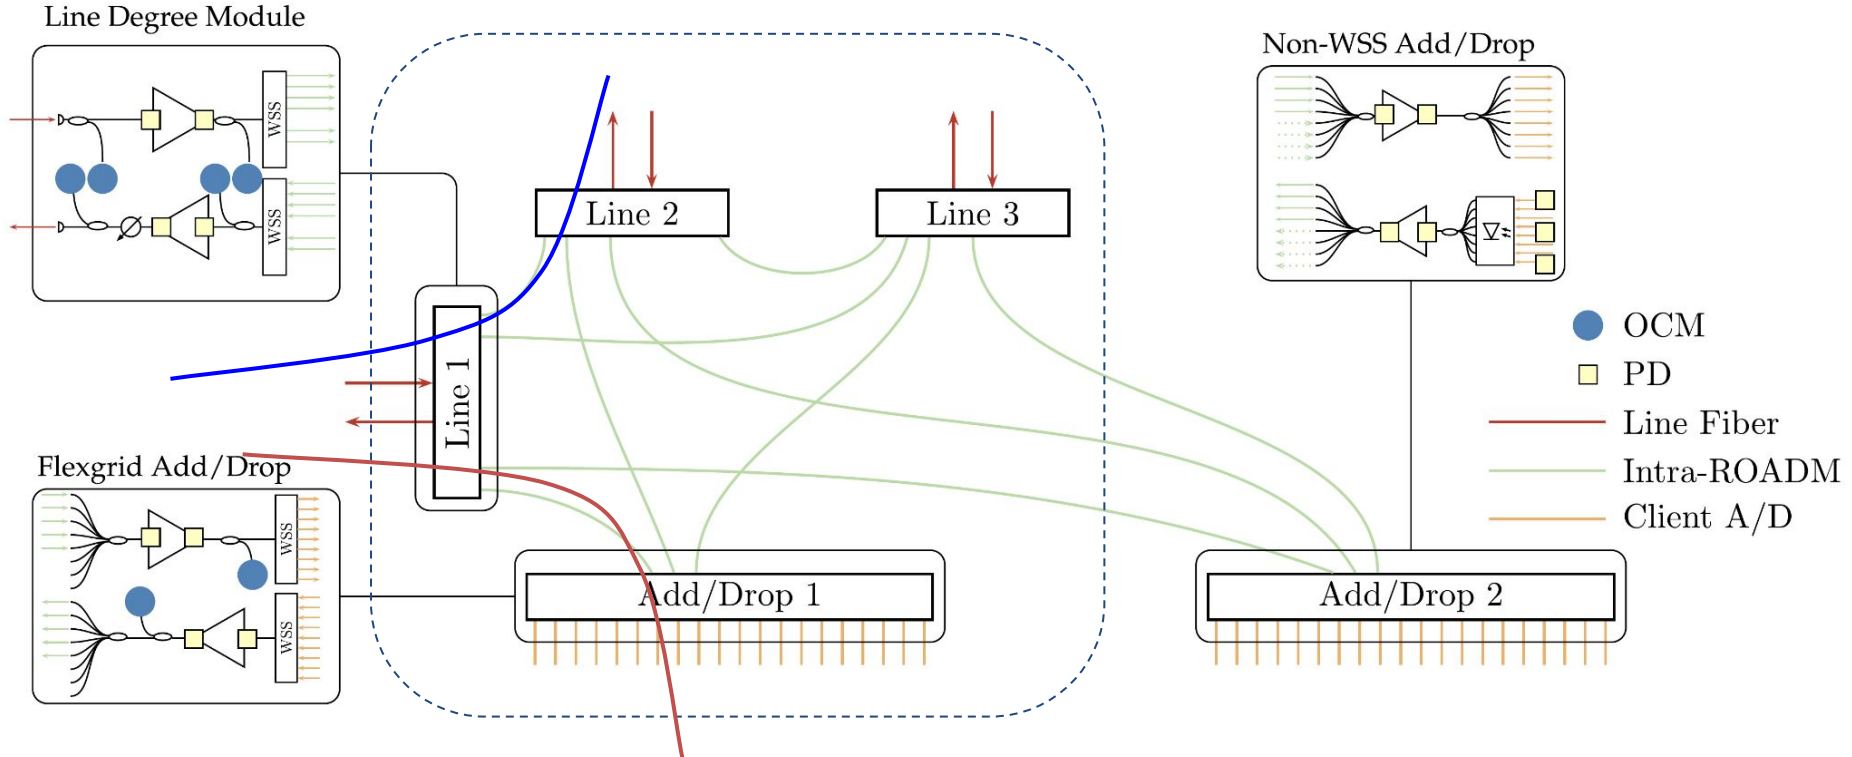 Line Degree Module
WSS
WSS
Non-WSS Add/Drop
Line 2
Line 3
Line 1
OCM
PD
Line Fiber
Intra-ROADM
Client A/D
Flexgrid Add/Drop
WSS
WSS
Add/Drop 1
Add/Drop 2